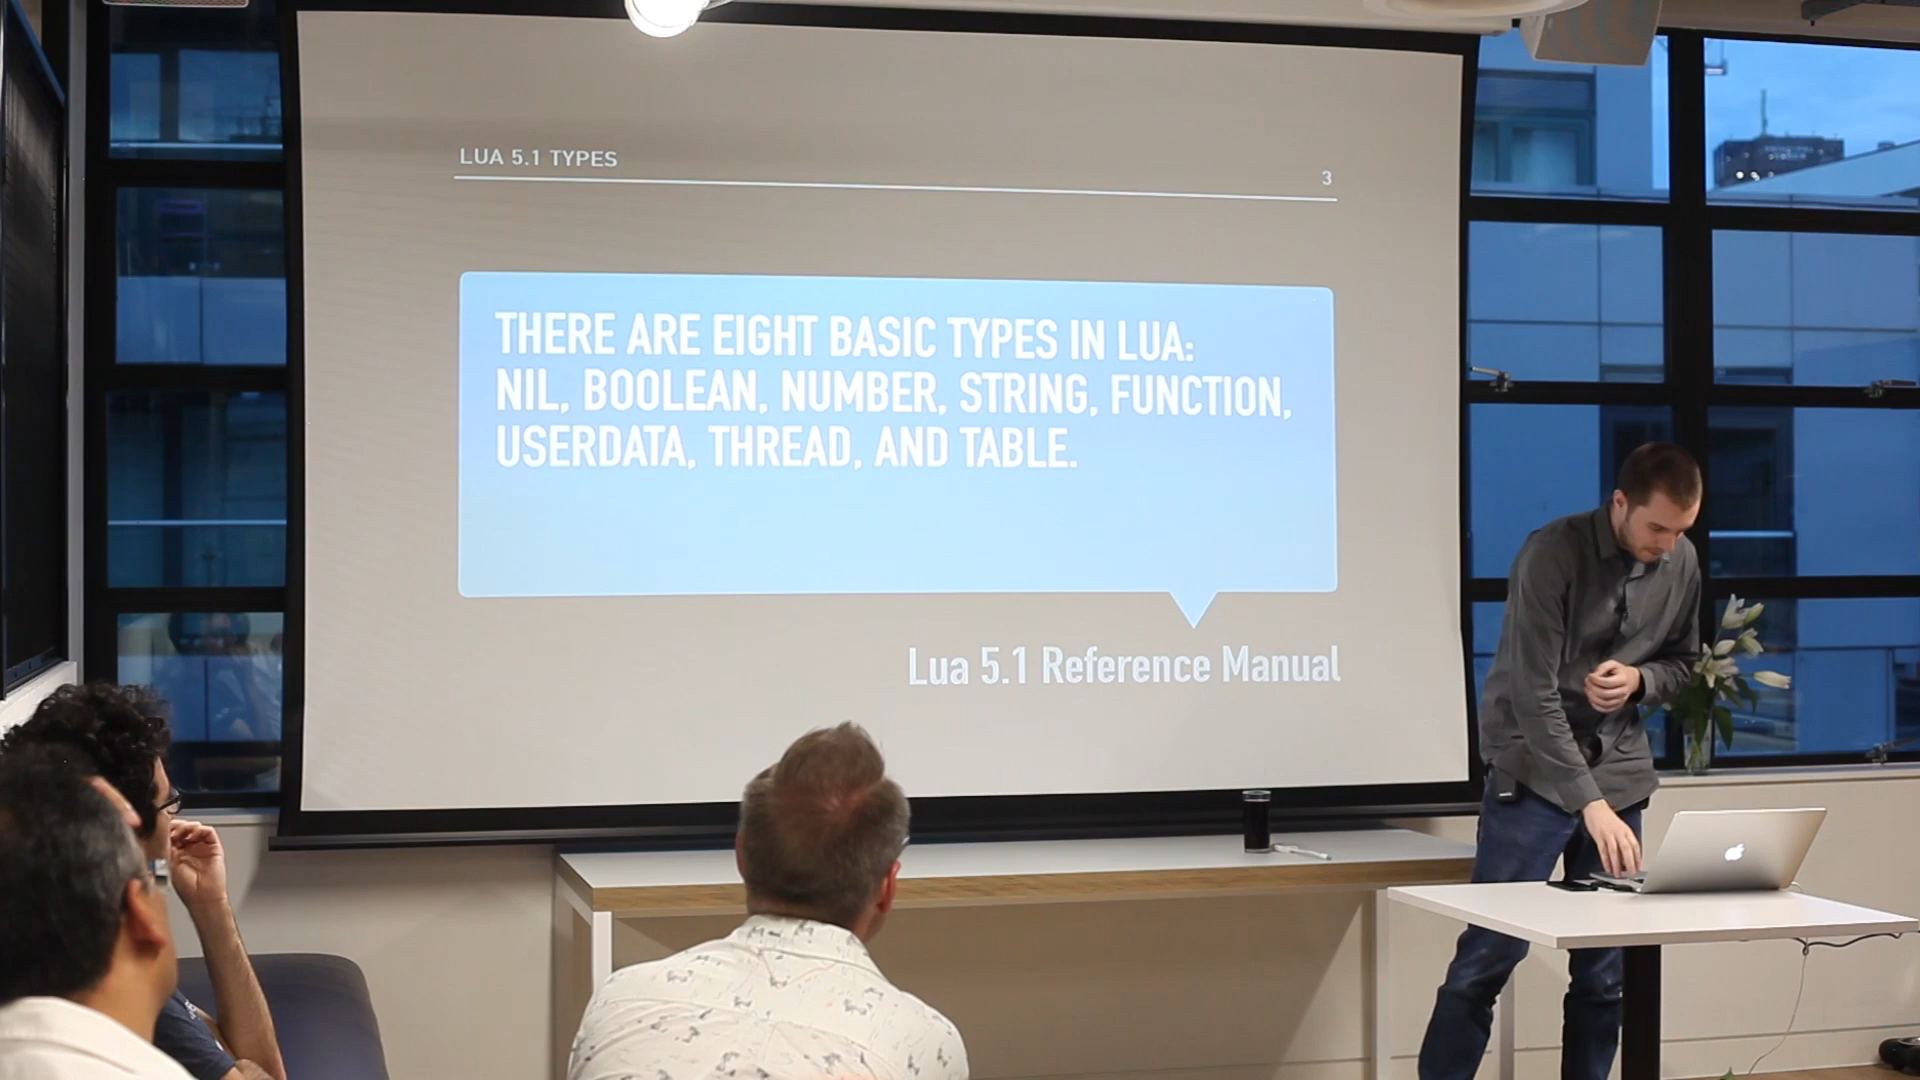 LUA 5.1 TYPES
3
THERE ARE EIGHT BASIC TYPES IN LUA:
NIL, BOOLEAN, NUMBER, STRING, FUNCTION,
USERDATA, THREAD, AND TABLE.
Lua 5.1 Reference Manual